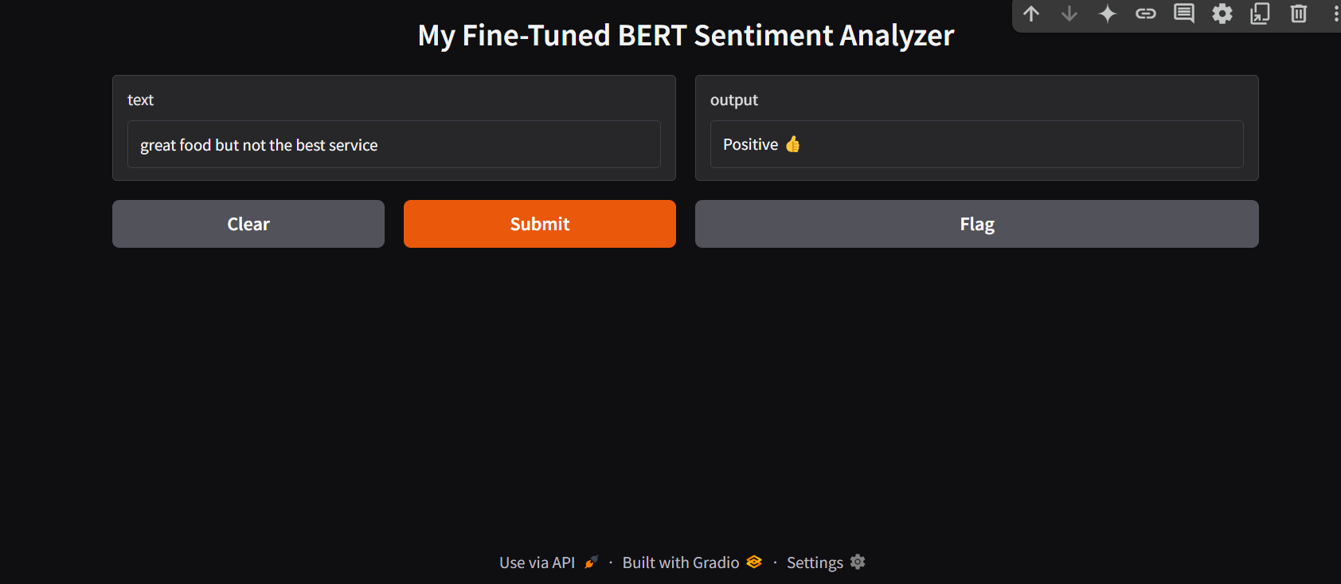 My Fine-Tuned BERT Sentiment Analyzer
text
great food but not the best service
output
Positive 👍
Clear
Submit
Flag
Use via API 🚀 · Built with Gradio · Settings ⚙️